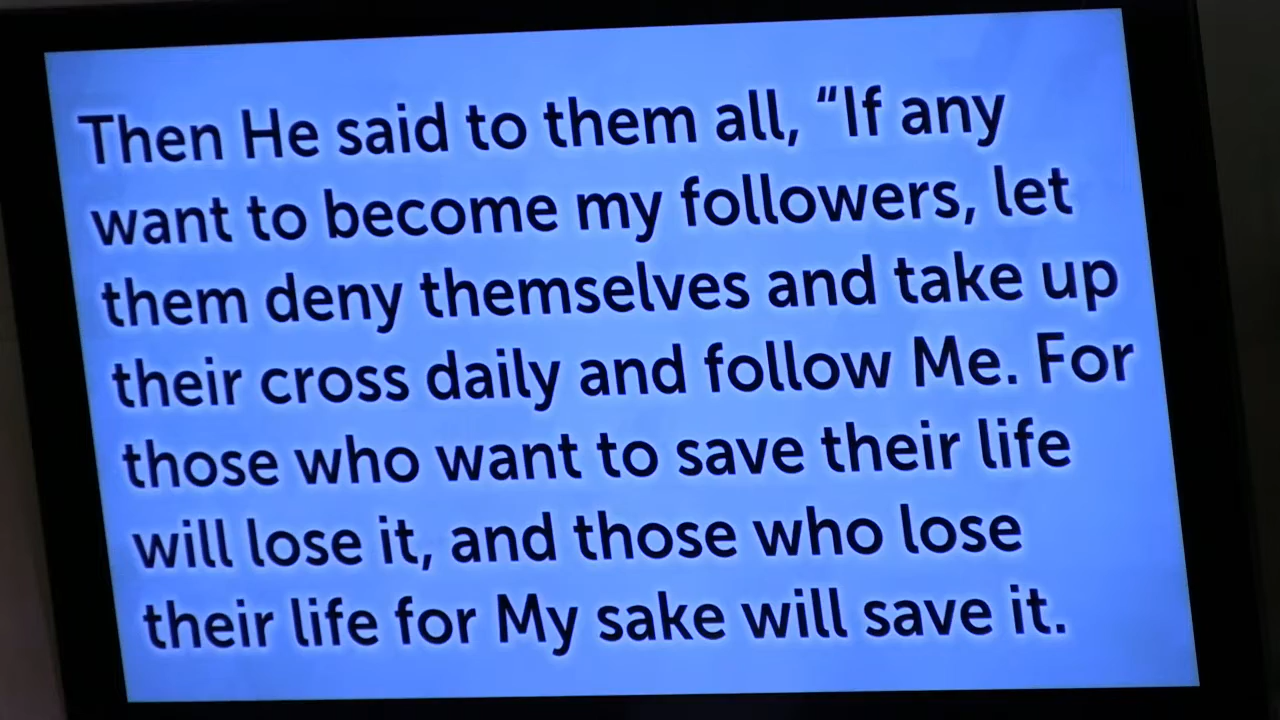 Then He said to them all, “If any
want to become my followers, let
them deny themselves and take up
their cross daily and follow Me. For
those who want to save their life
will lose it, and those who lose
their life for My sake will save it.